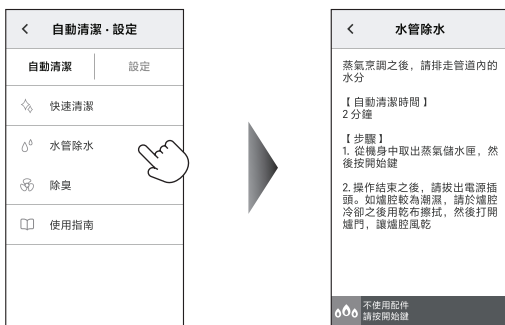 自動清潔 · 設定
自動清潔
設定
快速清潔
水管除水
除臭
使用指南
水管除水
蒸氣烹調之後，請排走管道內的
水分
【自動清潔時間】
2 分鐘
【步驟】
1. 從機身中取出蒸氣儲水匣，然
後按開始鍵
2. 操作結束之後，請拔出電源插
頭。如爐腔較為潮濕，請於爐腔
冷卻之後用乾布擦拭，然後打開
爐門，讓爐腔風乾
不使用配件
請按開始鍵